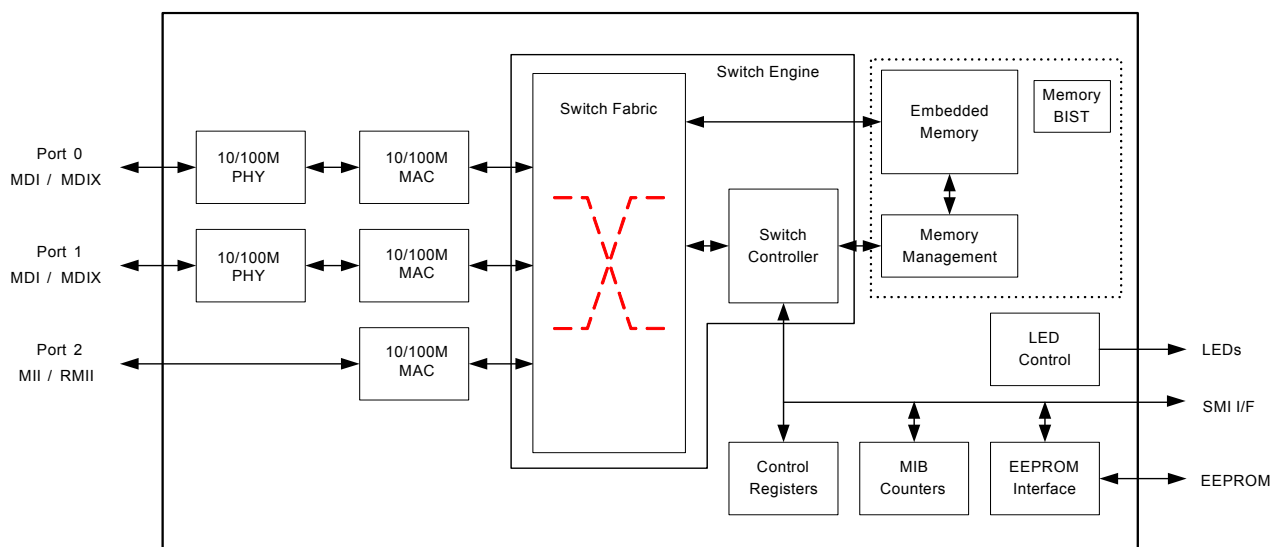 Switch Engine
Switch Fabric
Embedded
Memory
Memory
BIST
Port 0
MDI / MDIX
10/100M
PHY
10/100M
MAC
Port 1
MDI / MDIX
10/100M
PHY
10/100M
MAC
Switch
Controller
Memory
Management
Port 2
MII / RMII
10/100M
MAC
LED
Control
LEDs
SMI I/F
Control
Registers
MIB
Counters
EEPROM
Interface
EEPROM